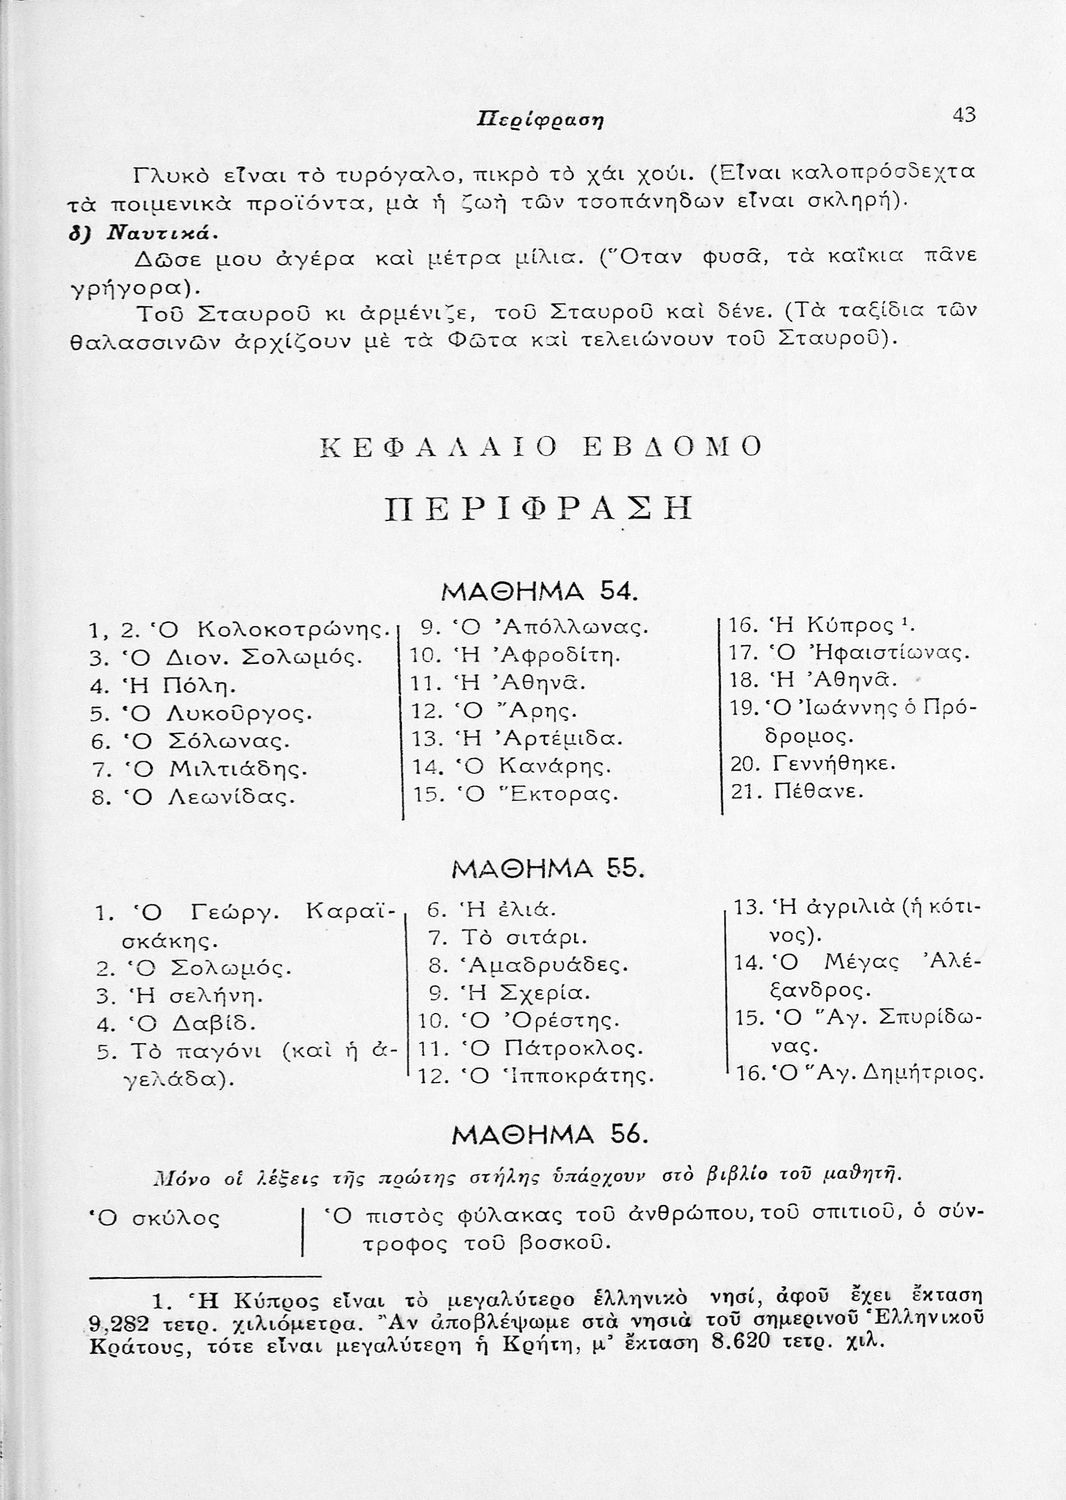 Περίφραση 43
Γλυκὸ εἶναι τὸ τυρόγαλο, πικρὸ τὸ χάι χούι. (Εἶναι καλοπρόσδεχτα
τὰ ποιμενικὰ προϊόντα, μὰ ἡ ζωὴ τῶν τσοπάνηδων εἶναι σκληρή).
δ) Ναυτικά.
Δῶσε μου ἀγέρα καὶ μέτρα μίλια. (Ὅταν φυσᾶ, τὰ καΐκια πᾶνε
γρήγορα).
Τοῦ Σταυροῦ κι ἀρμένιζε, τοῦ Σταυροῦ καὶ δένε. (Τὰ ταξίδια τῶν
θαλασσινῶν ἀρχίζουν μὲ τὰ Φῶτα καὶ τελειώνουν τοῦ Σταυροῦ).
ΚΕΦΑΛΑΙΟ ΕΒΔΟΜΟ
ΠΕΡΙΦΡΑΣΗ
ΜΑΘΗΜΑ 54.
1, 2. Ὁ Κολοκοτρώνης.
3. Ὁ Διον. Σολωμός.
4. Ἡ Πόλη.
5. Ὁ Λυκοῦργος.
6. Ὁ Σόλωνας.
7. Ὁ Μιλτιάδης.
8. Ὁ Λεωνίδας.
9. Ὁ Ἀπόλλωνας.
10. Ἡ Ἀφροδίτη.
11. Ἡ Ἀθηνᾶ.
12. Ὁ Ἄρης.
13. Ἡ Ἀρτέμιδα.
14. Ὁ Κανάρης.
15. Ὁ Ἕκτορας.
16. Ἡ Κύπρος ¹.
17. Ὁ Ἡφαιστίωνας.
18. Ἡ Ἀθηνᾶ.
19. Ὁ Ἰωάννης ὁ Πρό-
δρομος.
20. Γεννήθηκε.
21. Πέθανε.
ΜΑΘΗΜΑ 55.
1. Ὁ Γεώργ. Καραϊ-
σκάκης.
2. Ὁ Σολωμός.
3. Ἡ σελήνη.
4. Ὁ Δαβίδ.
5. Τὸ παγόνι (καὶ ἡ ἀ-
γελάδα).
6. Ἡ ἐλιά.
7. Τὸ σιτάρι.
8. Ἁμαδρυάδες.
9. Ἡ Σχερία.
10. Ὁ Ὀρέστης.
11. Ὁ Πάτροκλος.
12. Ὁ Ἱπποκράτης.
13. Ἡ ἀγριλιὰ (ἡ κότι-
νος).
14. Ὁ Μέγας Ἀλέ-
ξανδρος.
15. Ὁ Ἅγ. Σπυρίδω-
νας.
16. Ὁ Ἅγ. Δημήτριος.
ΜΑΘΗΜΑ 56.
Μόνο οἱ λέξεις τῆς πρώτης στήλης ὑπάρχουν στὸ βιβλίο τοῦ μαθητῆ.
Ὁ σκύλος
Ὁ πιστὸς φύλακας τοῦ ἀνθρώπου, τοῦ σπιτιοῦ, ὁ σύν-
τροφος τοῦ βοσκοῦ.
1. Ἡ Κύπρος εἶναι τὸ μεγαλύτερο ἑλληνικὸ νησί, ἀφοῦ ἔχει ἔκταση
9.282 τετρ. χιλιόμετρα. Ἂν ἀποβλέψωμε στὰ νησιὰ τοῦ σημερινοῦ Ἑλληνικοῦ
Κράτους, τότε εἶναι μεγαλύτερη ἡ Κρήτη, μ᾿ ἔκταση 8.620 τετρ. χιλ.